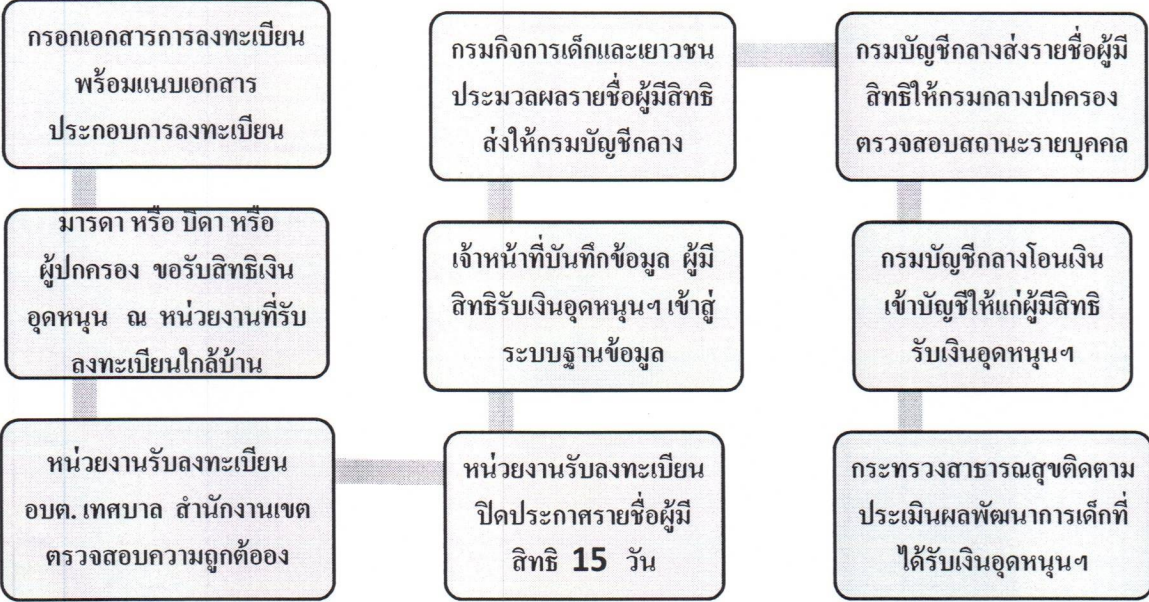 กรอกเอกสารการลงทะเบียน
พร้อมแนบเอกสาร
ประกอบการลงทะเบียน
มารดา หรือ บิดา หรือ
ผู้ปกครอง ขอรับสิทธิเงิน
อุดหนุน ณ หน่วยงานที่รับ
ลงทะเบียนใกล้บ้าน
หน่วยงานรับลงทะเบียน
อบต. เทศบาล สำนักงานเขต
ตรวจสอบความถูกต้อง
หน่วยงานรับลงทะเบียน
ปิดประกาศรายชื่อผู้มี
สิทธิ 15 วัน
เจ้าหน้าที่บันทึกข้อมูล ผู้มี
สิทธิรับเงินอุดหนุนฯ เข้าสู่
ระบบฐานข้อมูล
กรมกิจการเด็กและเยาวชน
ประมวลผลรายชื่อผู้มีสิทธิ
ส่งให้กรมบัญชีกลาง
กรมบัญชีกลางส่งรายชื่อผู้มี
สิทธิให้กรมกลางปกครอง
ตรวจสอบสถานะรายบุคคล
กรมบัญชีกลางโอนเงิน
เข้าบัญชีให้แก่ผู้มีสิทธิ
รับเงินอุดหนุนฯ
กระทรวงสาธารณสุขติดตาม
ประเมินผลพัฒนาการเด็กที่
ได้รับเงินอุดหนุนฯ